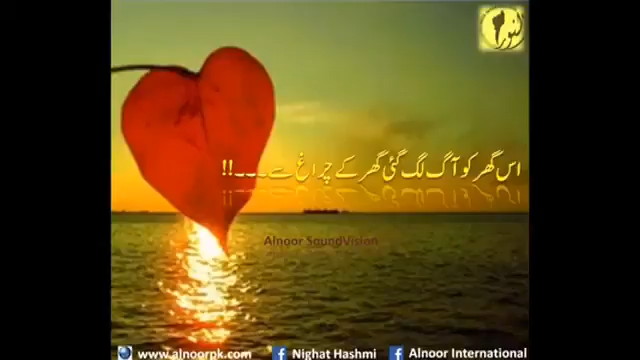 النور
اس گھر کو آگ لگ گئی گھر کے چراغ سے۔۔۔!!
Alnoor SoundVision
www.alnoorpk.com Nighat Hashmi Alnoor International